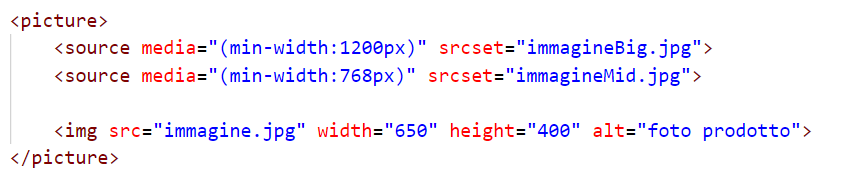 <picture>
<source media="(min-width:1200px)" srcset="immagineBig.jpg">
<source media="(min-width:768px)" srcset="immagineMid.jpg">
<img src="immagine.jpg" width="650" height="400" alt="foto prodotto">
</picture>